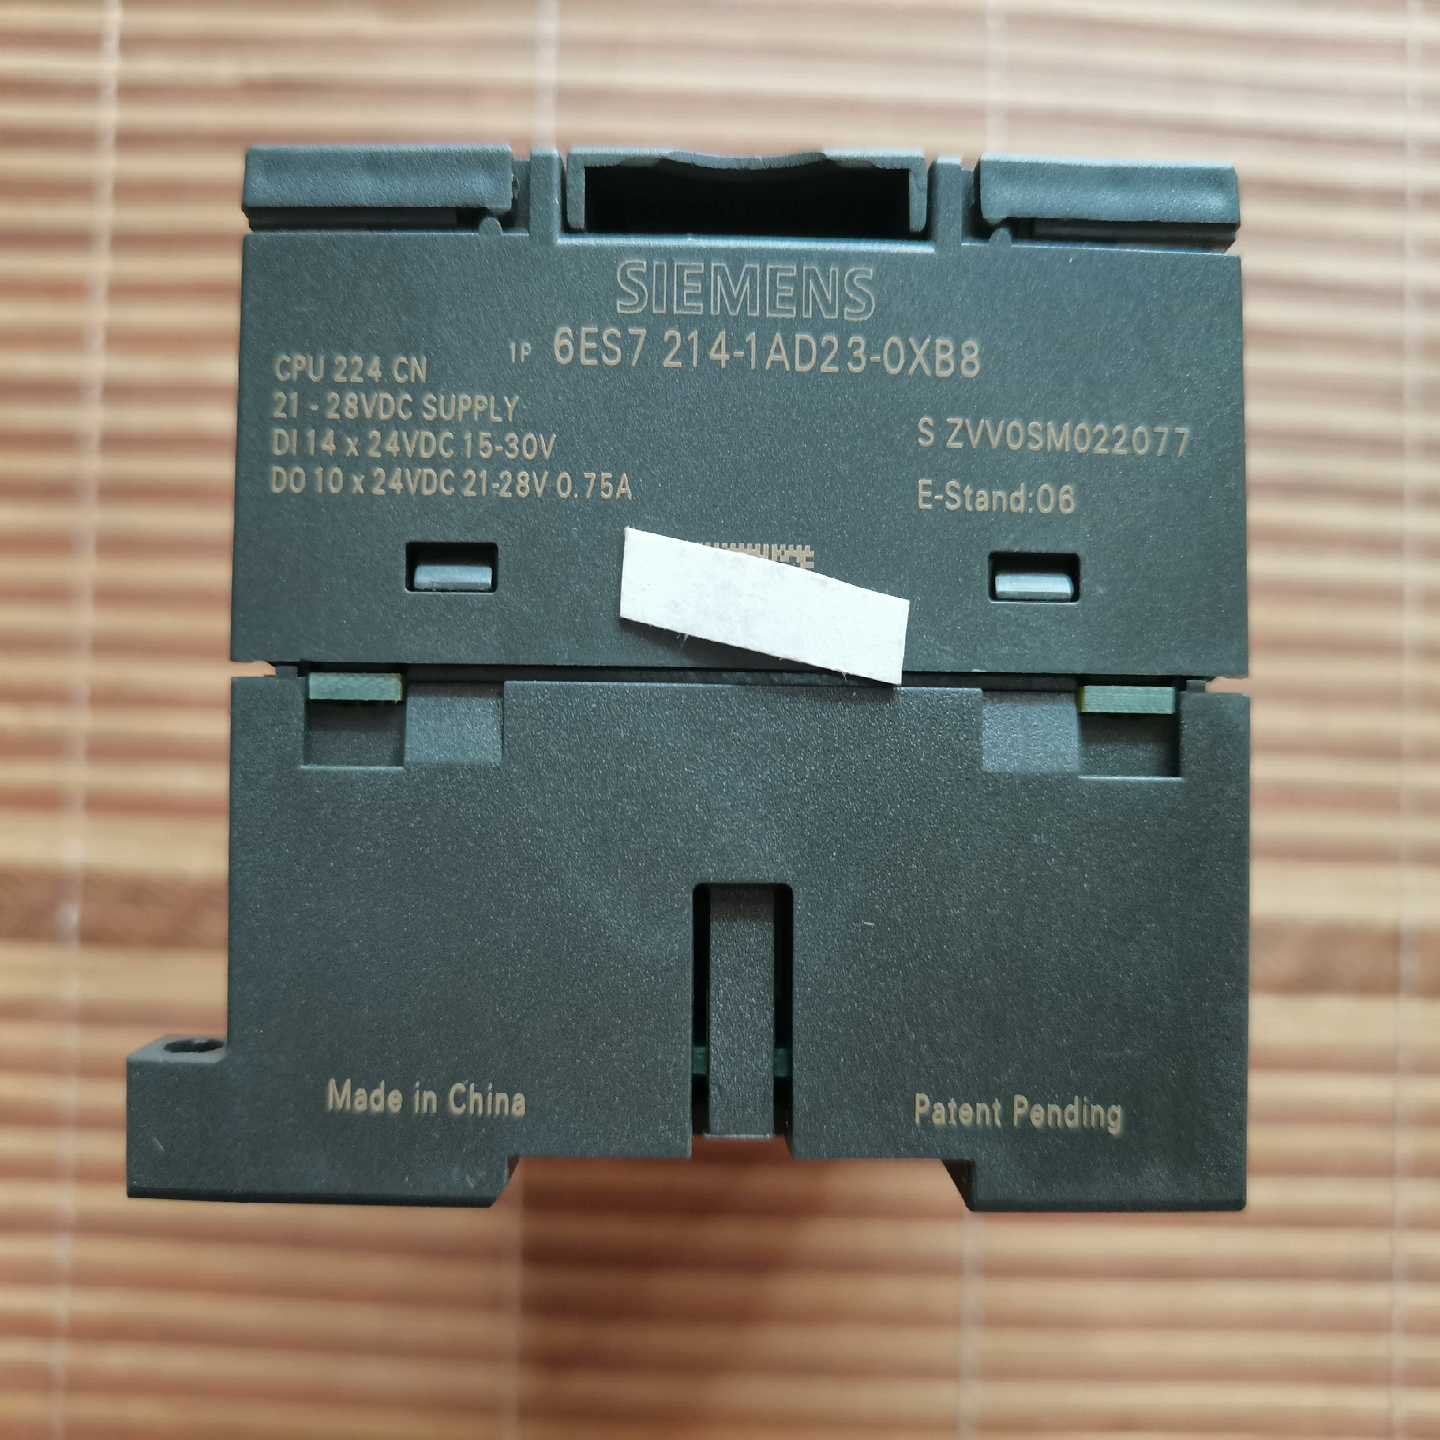 SIEMENS
1P 6ES7 214-1AD23-0XB8
CPU 224 CN
21 - 28VDC SUPPLY
DI 14 x 24VDC 15-30V
DO 10 x 24VDC 21-28V 0.75A
S ZVV0SM022077
E-Stand:06
Made in China
Patent Pending